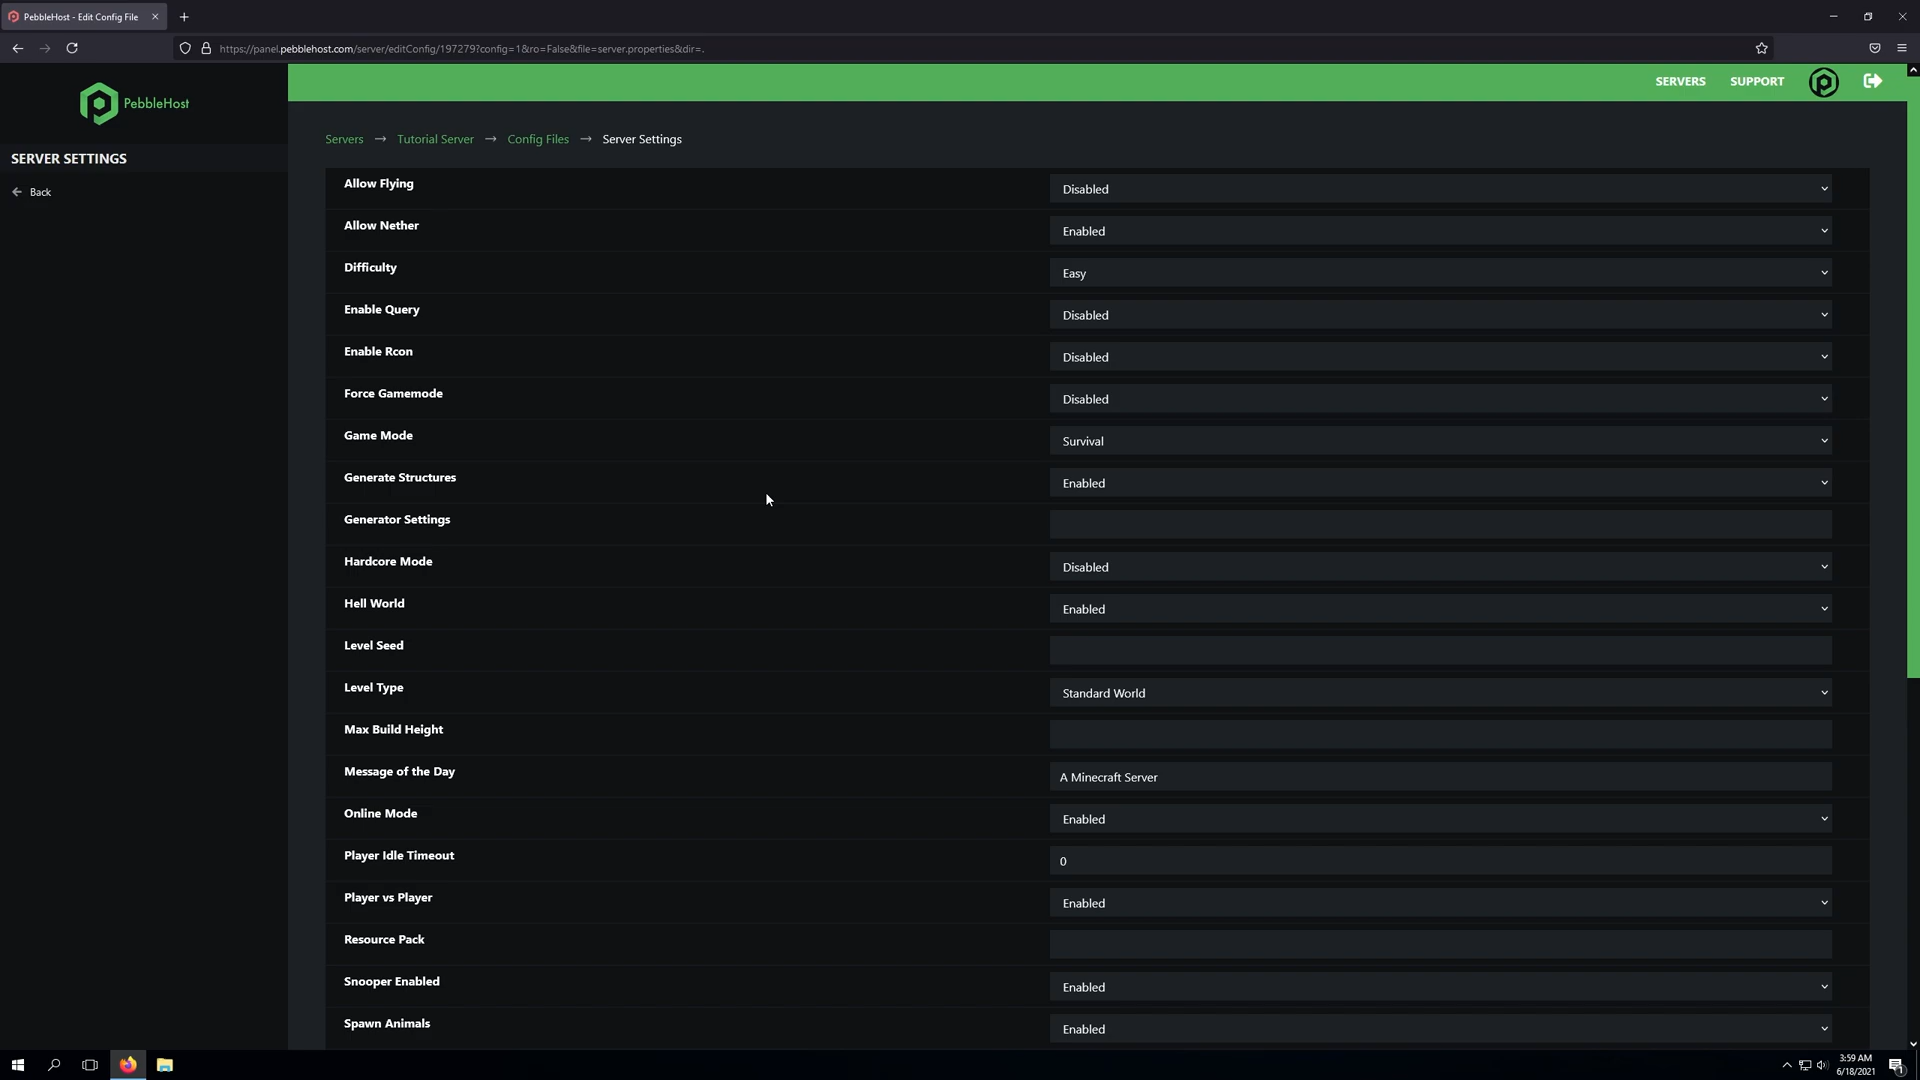 PebbleHost - Edit Config File
https://panel.pebblehost.com/server/editConfig/197279?config=1&ro=False&file=server.properties&dir=.
PebbleHost
SERVERS
SUPPORT
SERVER SETTINGS
Back
Servers → Tutorial Server → Config Files → Server Settings
Allow Flying Disabled
Allow Nether Enabled
Difficulty Easy
Enable Query Disabled
Enable Rcon Disabled
Force Gamemode Disabled
Game Mode Survival
Generate Structures Enabled
Generator Settings
Hardcore Mode Disabled
Hell World Enabled
Level Seed
Level Type Standard World
Max Build Height
Message of the Day A Minecraft Server
Online Mode Enabled
Player Idle Timeout 0
Player vs Player Enabled
Resource Pack
Snooper Enabled Enabled
Spawn Animals Enabled
3:59 AM
6/18/2021
1